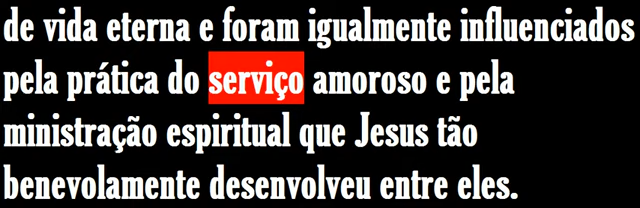 de vida eterna e foram igualmente influenciados
pela prática do serviço amoroso e pela
ministração espiritual que Jesus tão
benevolamente desenvolveu entre eles.